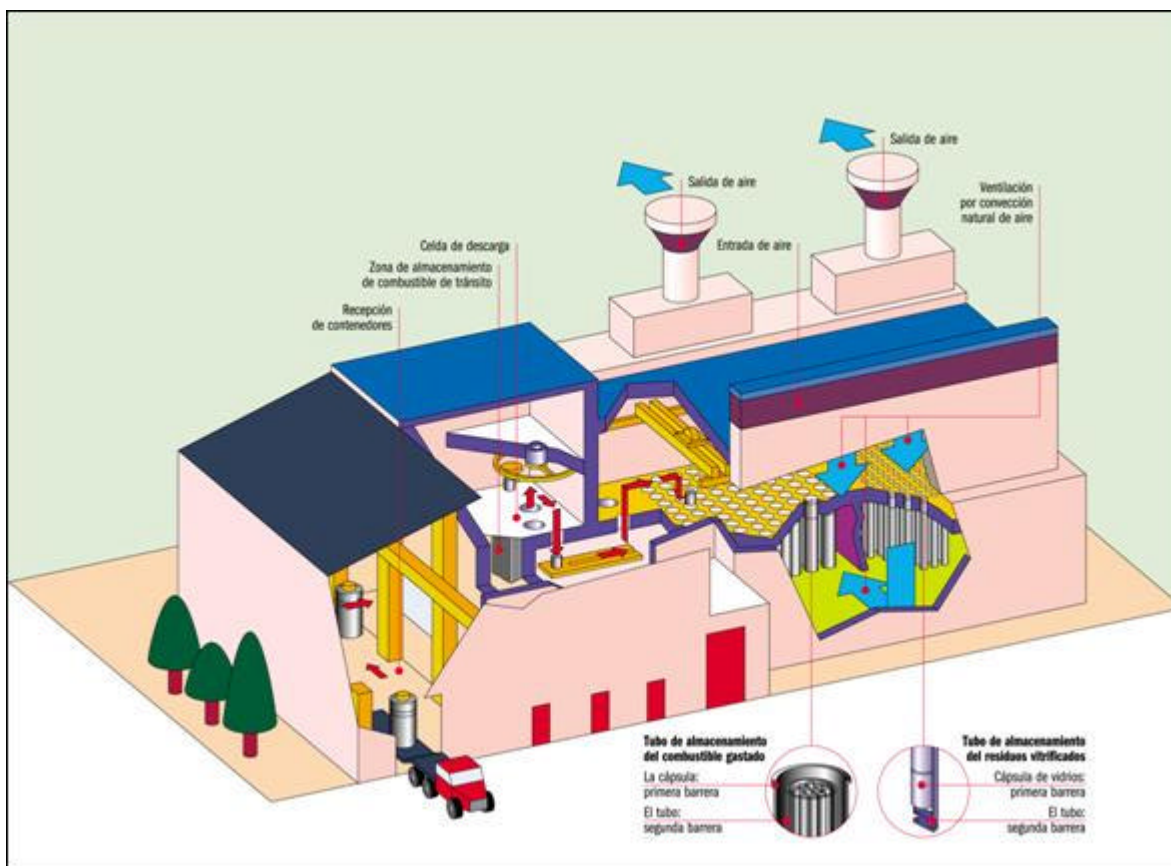 Salida de aire
Salida de aire
Ventilación
por convección
natural de aire
Entrada de aire
Celda de descarga
Zona de almacenamiento
de combustible de tránsito
Recepción
de contenedores
Tubo de almacenamiento
del combustible gastado
La cápsula:
primera barrera
El tubo:
segunda barrera
Tubo de almacenamiento
del residuos vitrificados
Cápsula de vidrios:
primera barrera
El tubo:
segunda barrera